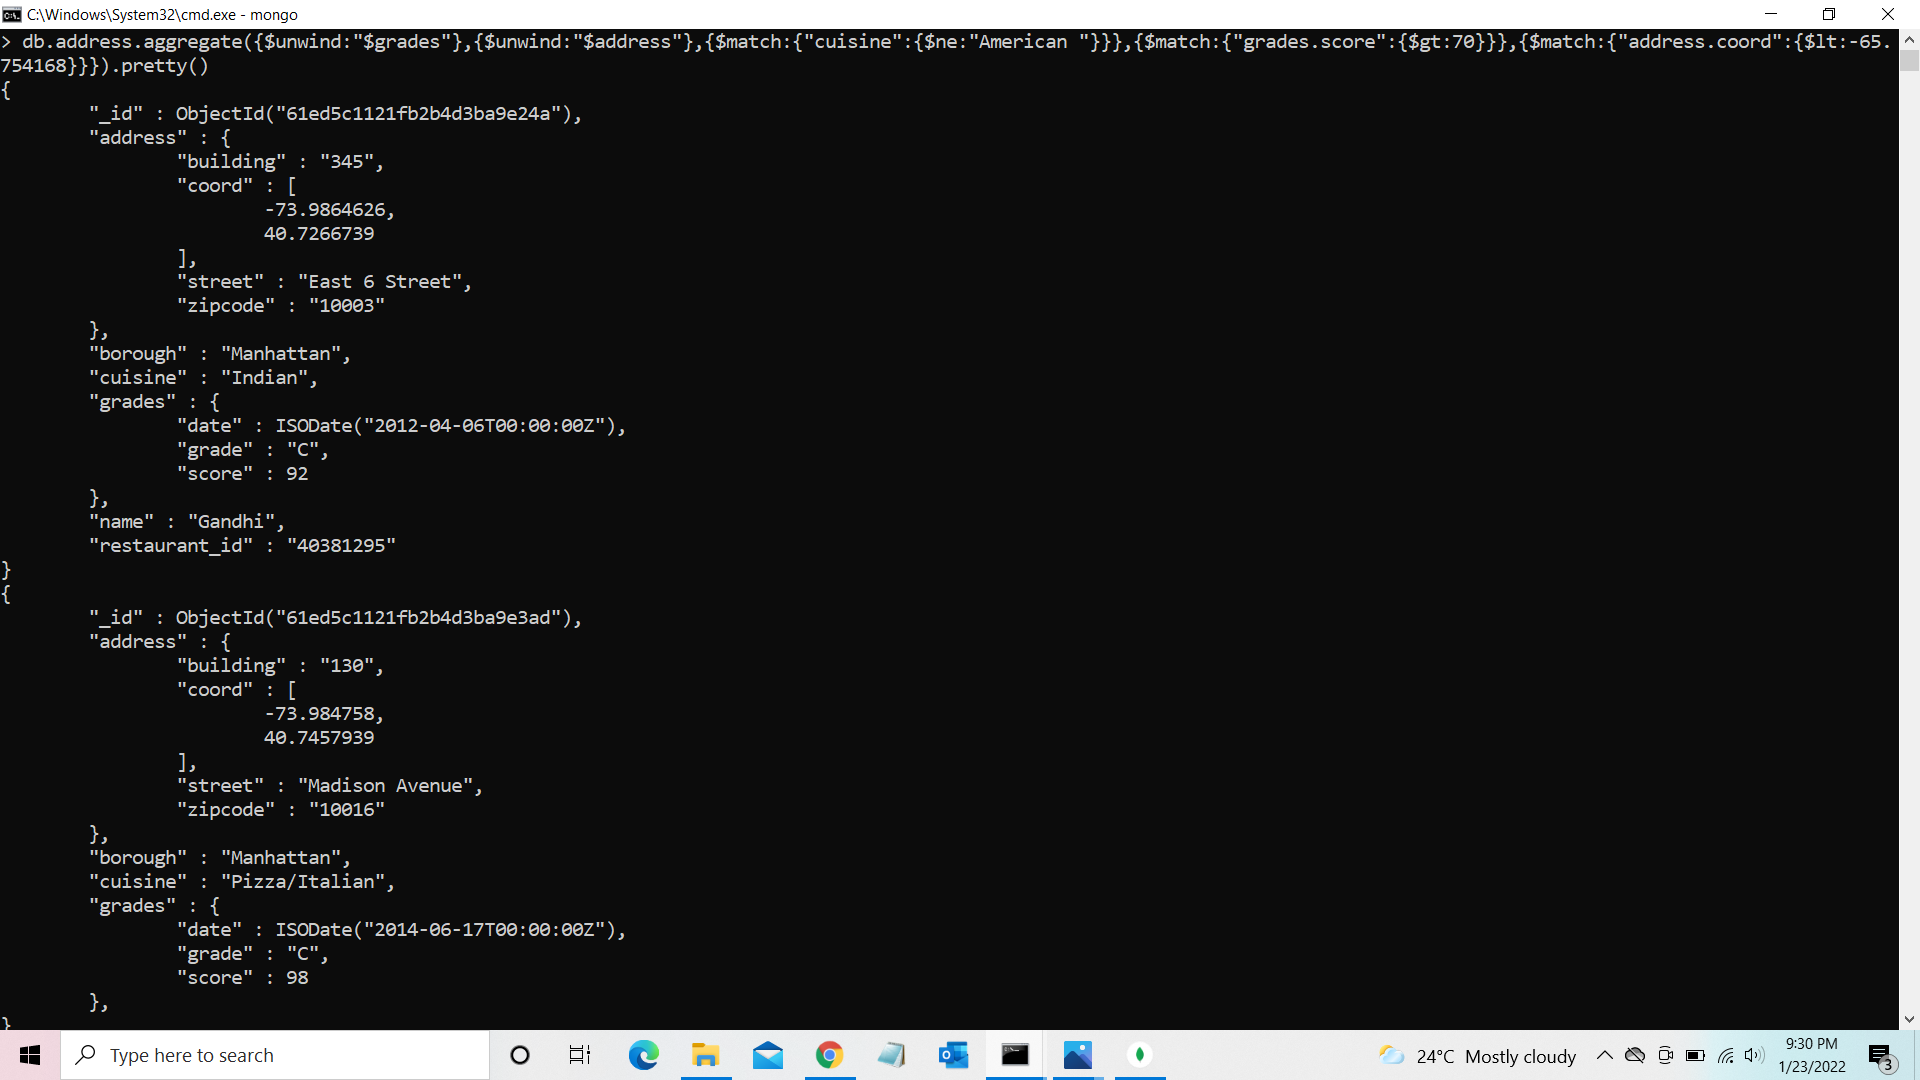 C:\Windows\System32\cmd.exe - mongo
> db.address.aggregate({$unwind:"$grades"},{$unwind:"$address"},{$match:{"cuisine":{$ne:"American "}}},{$match:{"grades.score":{$gt:70}}},{$match:{"address.coord":{$lt:-65.
754168}}}).pretty()
{
"_id" : ObjectId("61ed5c1121fb2b4d3ba9e24a"),
"address" : {
"building" : "345",
"coord" : [
-73.9864626,
40.7266739
],
"street" : "East 6 Street",
"zipcode" : "10003"
},
"borough" : "Manhattan",
"cuisine" : "Indian",
"grades" : {
"date" : ISODate("2012-04-06T00:00:00Z"),
"grade" : "C",
"score" : 92
},
"name" : "Gandhi",
"restaurant_id" : "40381295"
}
{
"_id" : ObjectId("61ed5c1121fb2b4d3ba9e3ad"),
"address" : {
"building" : "130",
"coord" : [
-73.984758,
40.7457939
],
"street" : "Madison Avenue",
"zipcode" : "10016"
},
"borough" : "Manhattan",
"cuisine" : "Pizza/Italian",
"grades" : {
"date" : ISODate("2014-06-17T00:00:00Z"),
"grade" : "C",
"score" : 98
},
}
Type here to search
24°C Mostly cloudy
9:30 PM
1/23/2022
3